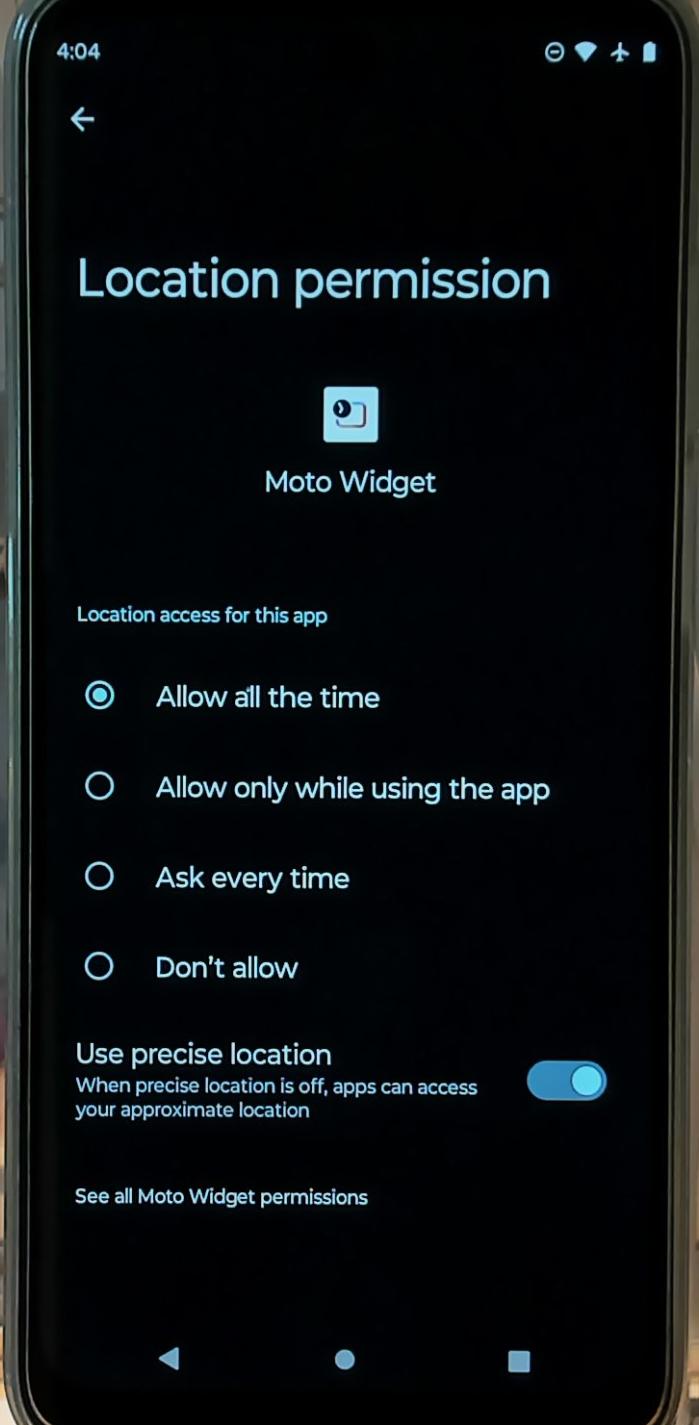 4:04
Location permission
Moto Widget
Location access for this app
Allow all the time
Allow only while using the app
Ask every time
Don't allow
Use precise location
When precise location is off, apps can access
your approximate location
See all Moto Widget permissions